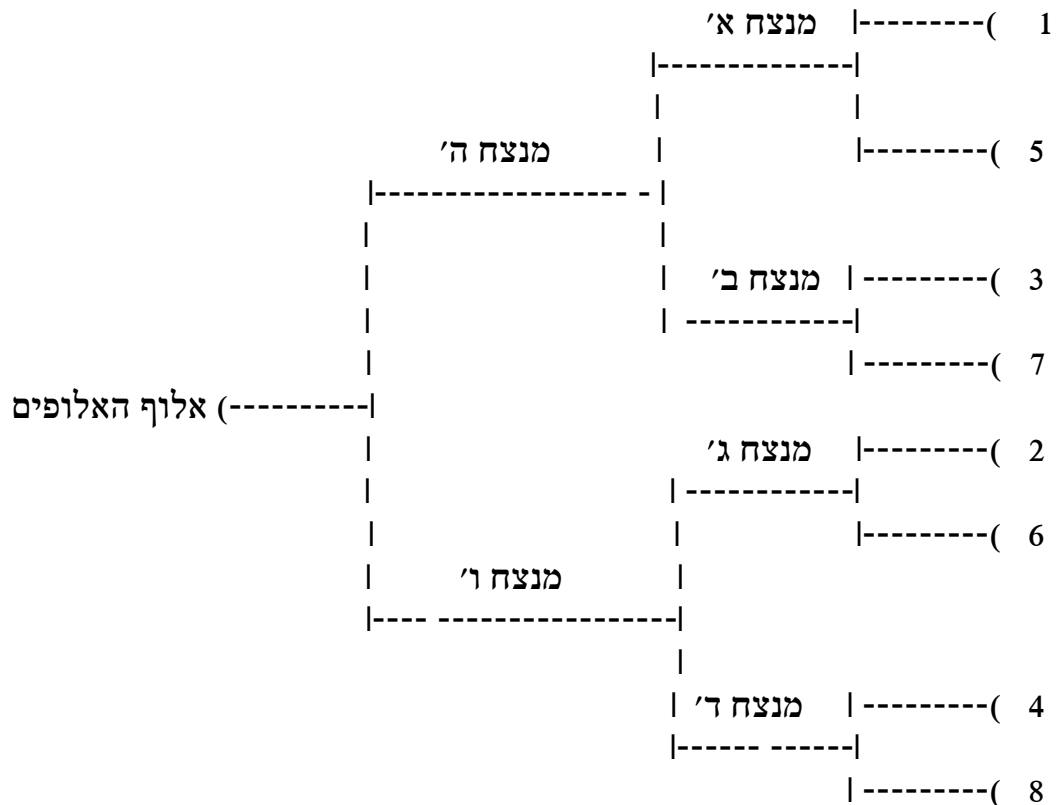 1 )---------| מנצח א'
|--------------|
| |
5 )---------| | מנצח ה'
|- ------------------|
| |
3 )---------| מנצח ב' | |
|------------ | |
7 )---------| |
|----------( אלוף האלופים
2 )---------| מנצח ג' |
|------------ | |
6 )---------| | |
| מנצח ו' |
|----------------- ----|
|
4 )---------| מנצח ד' |
|------ ------|
8 )---------|